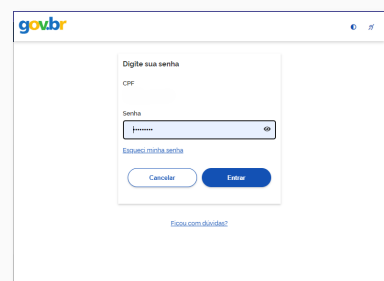 gov.br
Digite sua senha
CPF
Senha
Esqueci minha senha
Cancelar Entrar
Ficou com dúvidas?